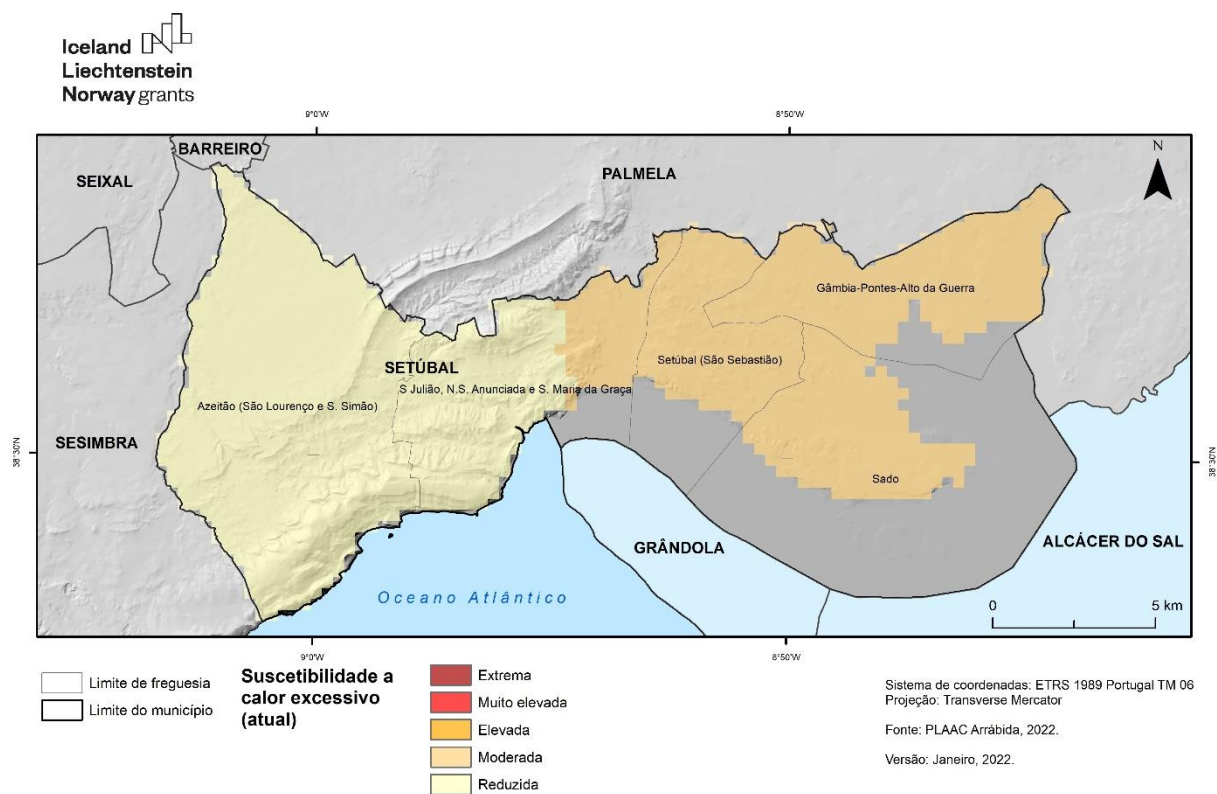 Iceland
Liechtenstein
Norway grants
9°0'W
8°50'W
BARREIRO
SEIXAL
PALMELA
N
Gâmbia-Pontes-Alto da Guerra
SETÚBAL
Setúbal (São Sebastião)
S Julião, N.S. Anunciada e S. Maria da Graça
Azeitão (São Lourenço e S. Simão)
SESIMBRA
38°30'N
38°30'N
Sado
GRÂNDOLA
ALCÁCER DO SAL
Oceano Atlântico
0
5 km
9°0'W
8°50'W
Limite de freguesia
Limite do município
Suscetibilidade a
calor excessivo
(atual)
Extrema
Muito elevada
Elevada
Moderada
Reduzida
Sistema de coordenadas: ETRS 1989 Portugal TM 06
Projeção: Transverse Mercator
Fonte: PLAAC Arrábida, 2022.
Versão: Janeiro, 2022.